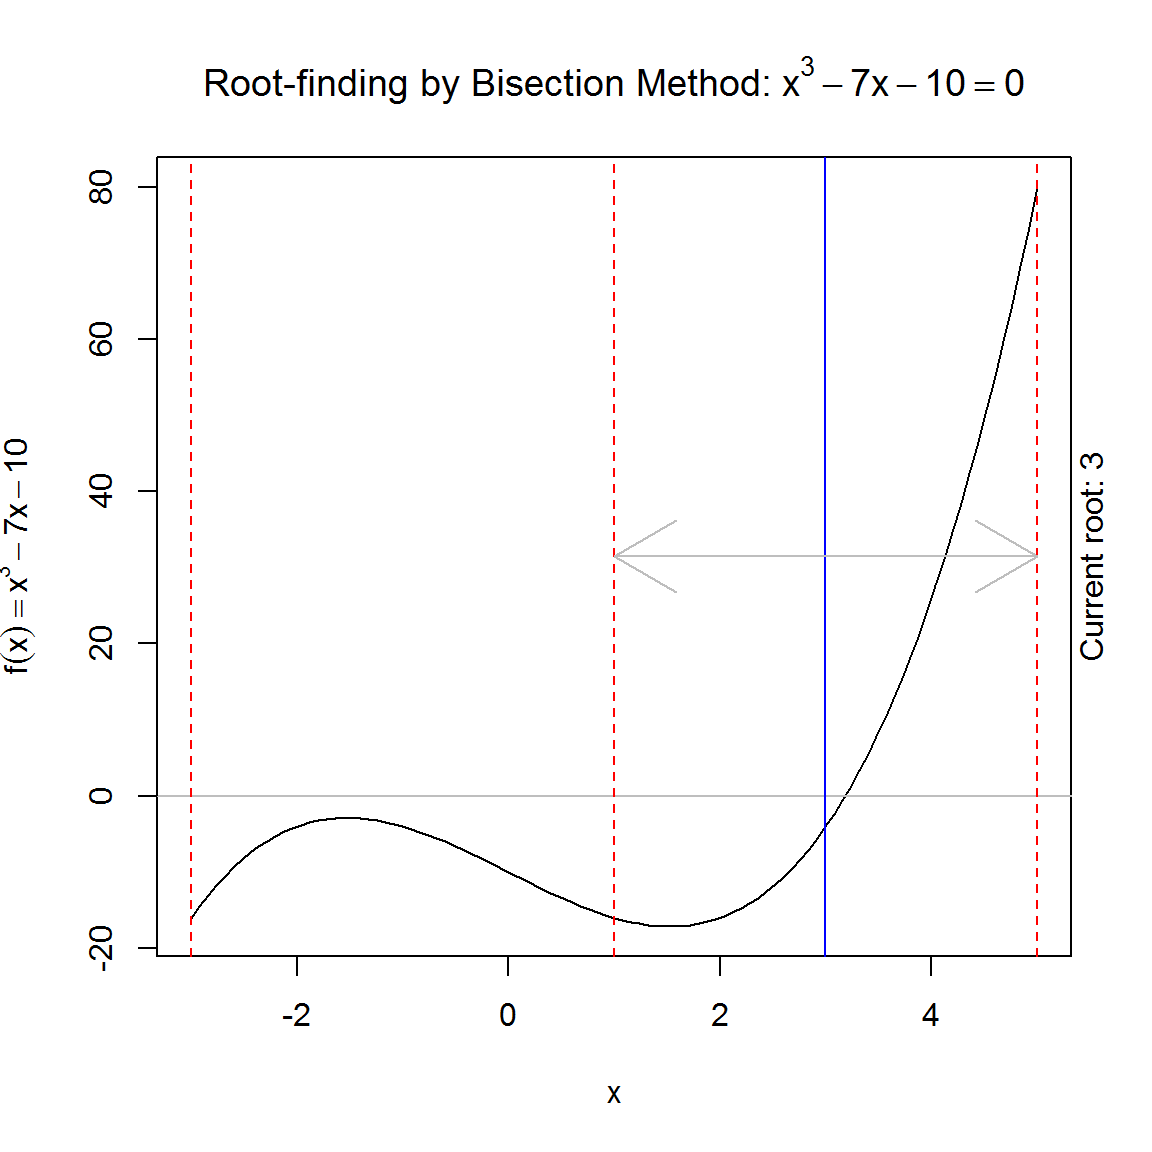 Root-finding by Bisection Method: x³ − 7x − 10 = 0
f(x) = x³ − 7x − 10
80
60
40
20
0
-20
Current root: 3
-2
0
2
4
x